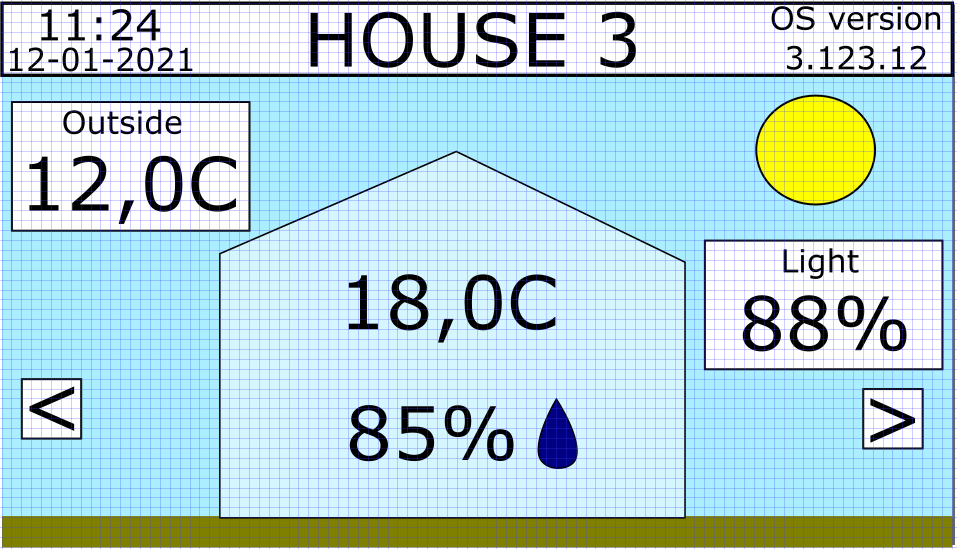 11:24
12-01-2021
HOUSE 3
OS version
3.123.12
Outside
12,0C
Light
88%
18,0C
85%
<
>